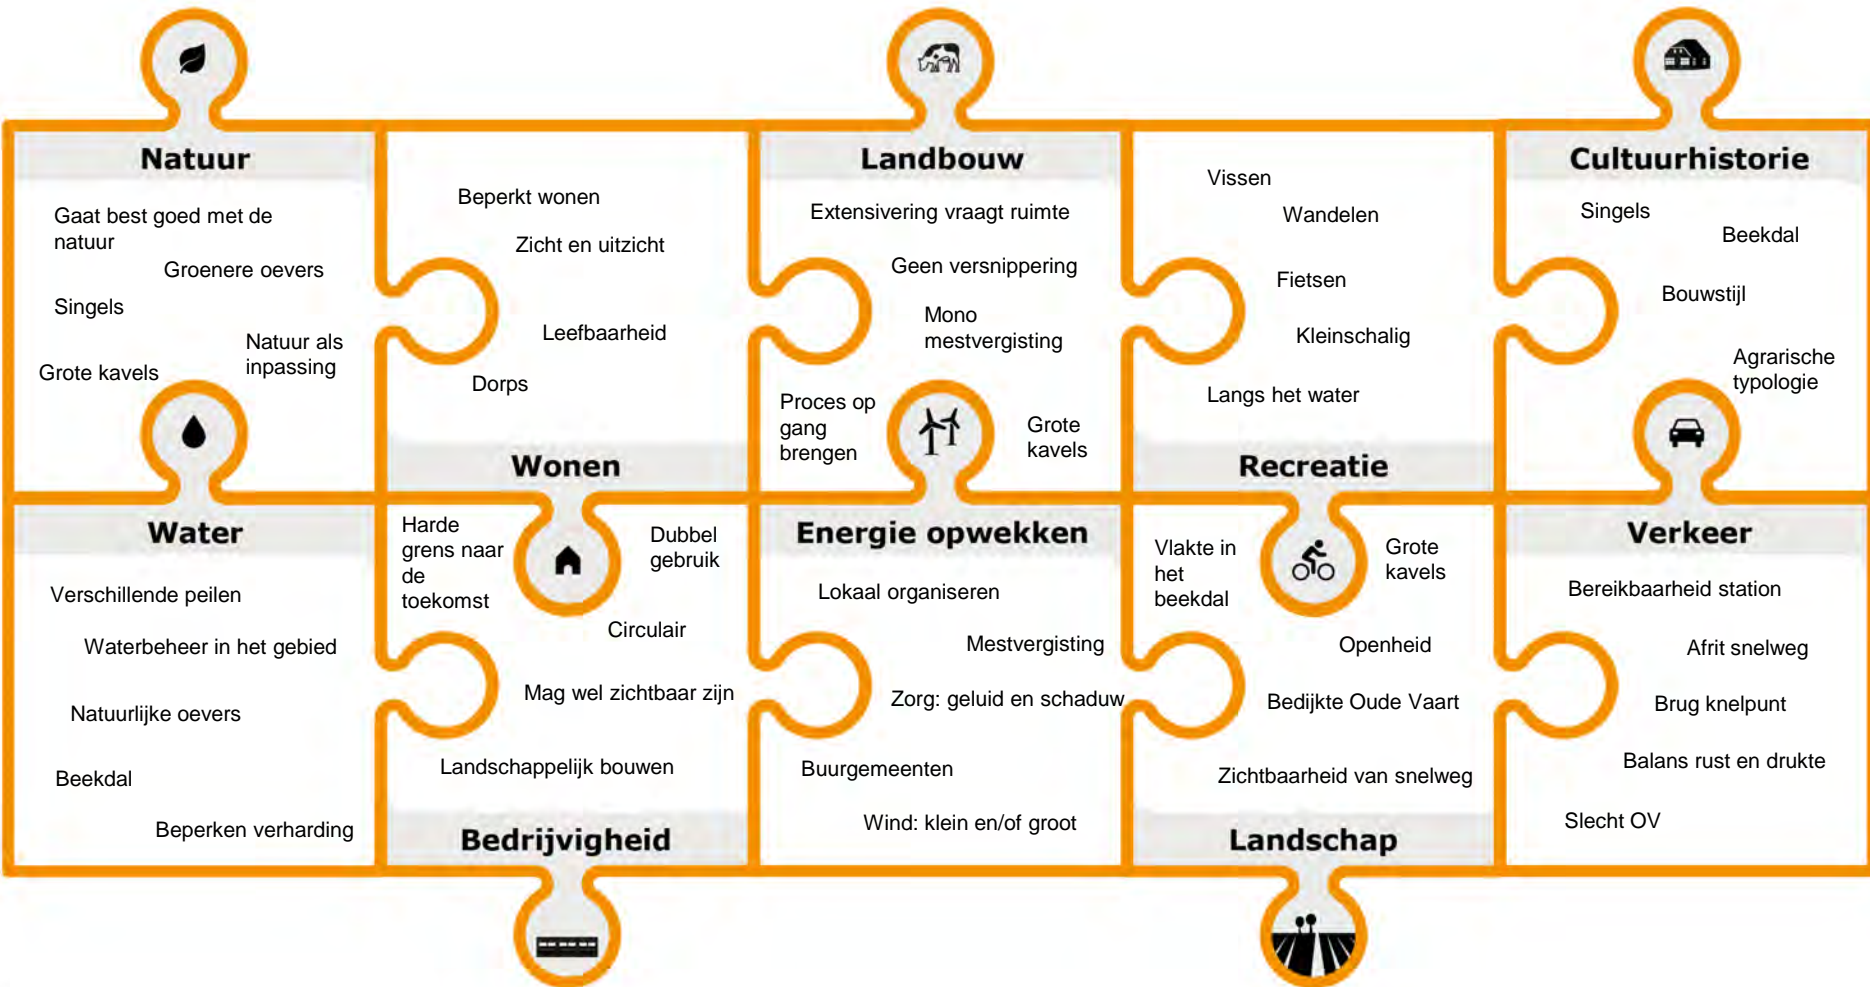 Natuur
Gaat best goed met de
natuur
Groenere oevers
Singels
Natuur als
inpassing
Grote kavels
Beperkt wonen
Zicht en uitzicht
Leefbaarheid
Dorps
Wonen
Landbouw
Extensivering vraagt ruimte
Geen versnippering
Mono
mestvergisting
Proces op
gang
brengen
Grote
kavels
Vissen
Wandelen
Fietsen
Kleinschalig
Langs het water
Recreatie
Cultuurhistorie
Singels
Beekdal
Bouwstijl
Agrarische
typologie
Water
Verschillende peilen
Waterbeheer in het gebied
Natuurlijke oevers
Beekdal
Beperken verharding
Harde
grens naar
de
toekomst
Dubbel
gebruik
Circulair
Mag wel zichtbaar zijn
Landschappelijk bouwen
Bedrijvigheid
Energie opwekken
Lokaal organiseren
Mestvergisting
Zorg: geluid en schaduw
Buurgemeenten
Wind: klein en/of groot
Vlakte in
het
beekdal
Grote
kavels
Openheid
Bedijkte Oude Vaart
Zichtbaarheid van snelweg
Landschap
Verkeer
Bereikbaarheid station
Afrit snelweg
Brug knelpunt
Balans rust en drukte
Slecht OV